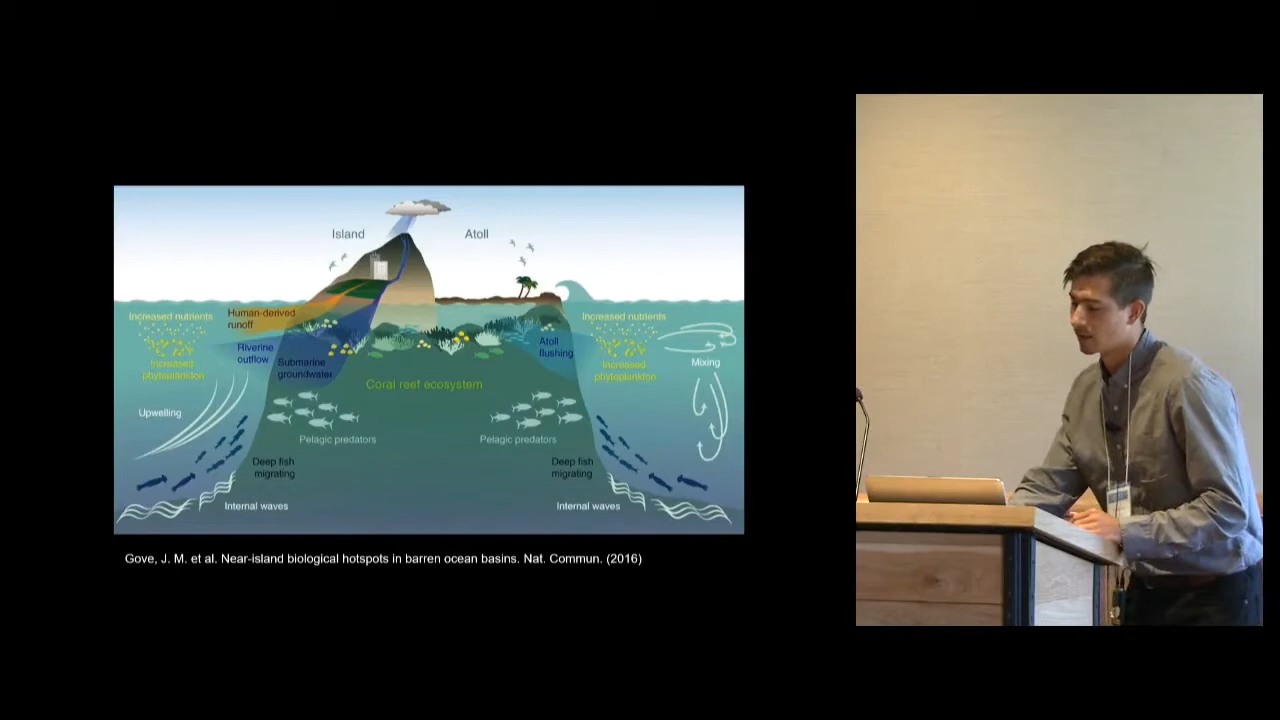 Island
Atoll
Increased nutrients
Human-derived
runoff
Increased nutrients
Riverine
outflow
Submarine
groundwater
Atoll
flushing
Increased
phytoplankton
Increased
phytoplankton
Mixing
Coral reef ecosystem
Upwelling
Pelagic predators
Pelagic predators
Deep fish
migrating
Deep fish
migrating
Internal waves
Internal waves
Gove, J. M. et al. Near-island biological hotspots in barren ocean basins. Nat. Commun. (2016)